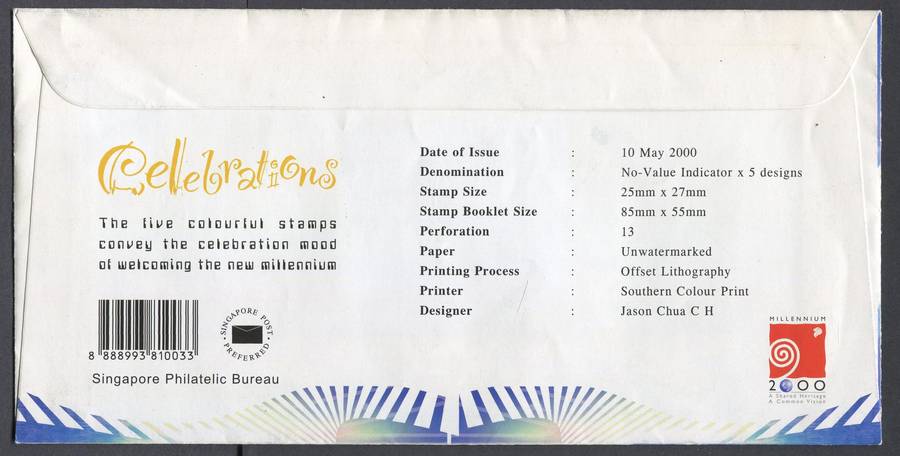 Celebrations
The five colourful stamps
convey the celebration mood
of welcoming the new millennium
8 888993 810033
SINGAPORE POST
PREFERRED
Singapore Philatelic Bureau
Date of Issue : 10 May 2000
Denomination : No-Value Indicator x 5 designs
Stamp Size : 25mm x 27mm
Stamp Booklet Size : 85mm x 55mm
Perforation : 13
Paper : Unwatermarked
Printing Process : Offset Lithography
Printer : Southern Colour Print
Designer : Jason Chua C H
MILLENNIUM
2000
A Shared Heritage
A Common Vision